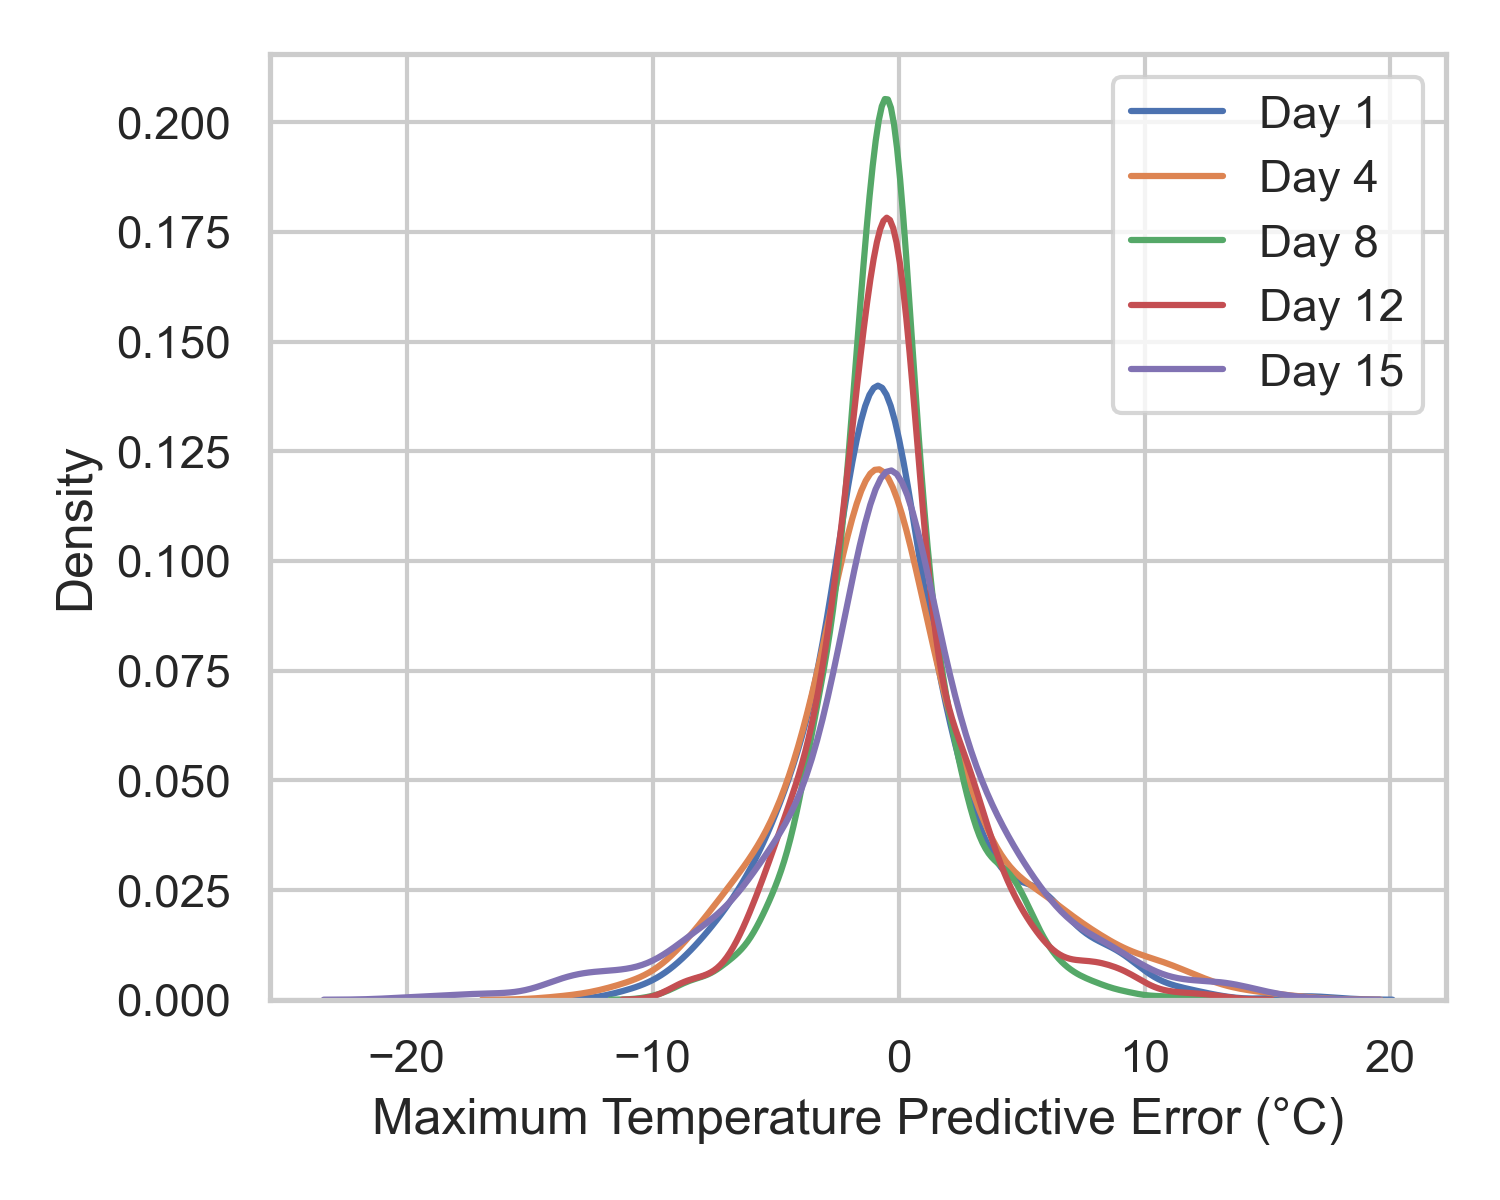 0.200
0.175
0.150
0.125
0.100
0.075
0.050
0.025
0.000
Density
−20
−10
0
10
20
Maximum Temperature Predictive Error (°C)
Day 1
Day 4
Day 8
Day 12
Day 15